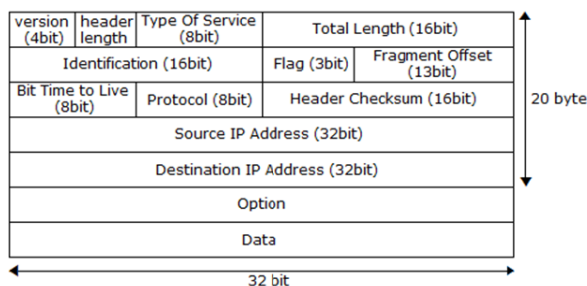 version header Type Of Service Total Length (16bit)
(4bit) length (8bit)
Identification (16bit) Flag (3bit) Fragment Offset
(13bit)
Bit Time to Live Protocol (8bit) Header Checksum (16bit)
(8bit)
20 byte
Source IP Address (32bit)
Destination IP Address (32bit)
Option
Data
32 bit